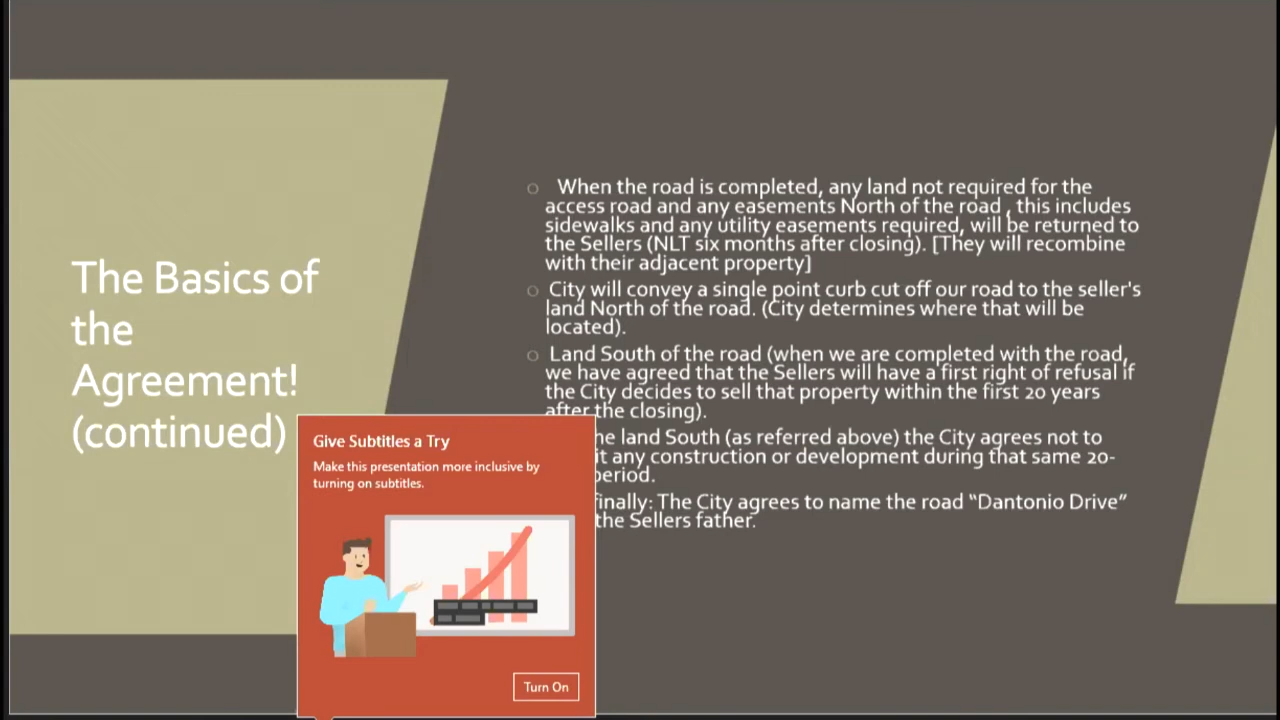 The Basics of
the
Agreement!
(continued)
o When the road is completed, any land not required for the
access road and any easements North of the road , this includes
sidewalks and any utility easements required, will be returned to
the Sellers (NLT six months after closing). [They will recombine
with their adjacent property]
o City will convey a single point curb cut off our road to the seller's
land North of the road. (City determines where that will be
located).
o Land South of the road (when we are completed with the road,
we have agreed that the Sellers will have a first right of refusal if
the City decides to sell that property within the first 20 years
after the closing).
he land South (as referred above) the City agrees not to
it any construction or development during that same 20-
period.
finally: The City agrees to name the road “Dantonio Drive”
the Sellers father.
Give Subtitles a Try
Make this presentation more inclusive by
turning on subtitles.
Turn On